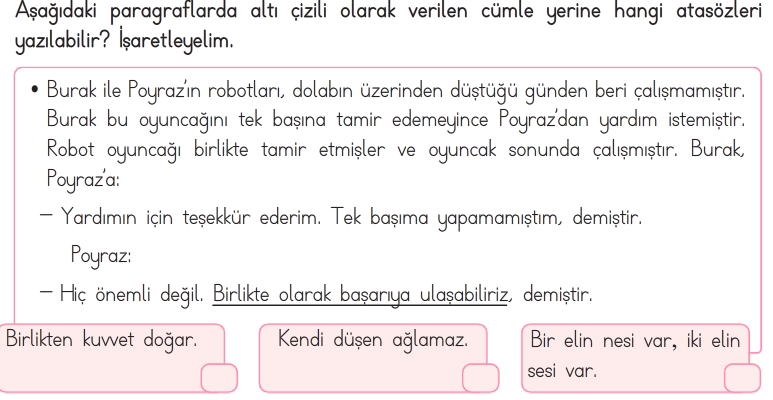 Aşağıdaki paragraflarda altı çizili olarak verilen cümle yerine hangi atasözleri
yazılabilir? İşaretleyelim.
• Burak ile Poyraz'ın robotları, dolabın üzerinden düştüğü günden beri çalışmamıştır.
Burak bu oyuncağını tek başına tamir edemeyince Poyraz'dan yardım istemiştir.
Robot oyuncağı birlikte tamir etmişler ve oyuncak sonunda çalışmıştır. Burak,
Poyraz'a:
– Yardımın için teşekkür ederim. Tek başıma yapamamıştım, demiştir.
Poyraz:
– Hiç önemli değil. Birlikte olarak başarıya ulaşabiliriz, demiştir.
Birlikten kuvvet doğar.
Kendi düşen ağlamaz.
Bir elin nesi var, iki elin
sesi var.